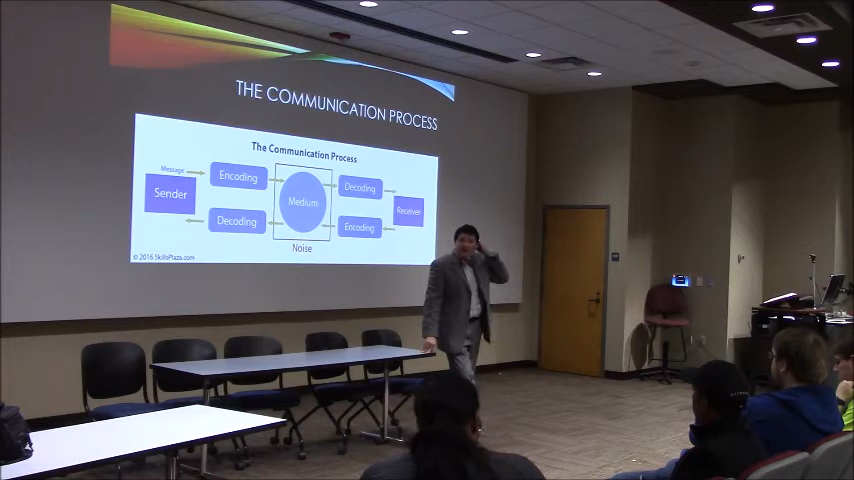 THE COMMUNICATION PROCESS
The Communication Process
Message
Encoding
Decoding
Sender
Medium
Receiver
Decoding
Encoding
Noise
© 2016 SkillsPlaza.com